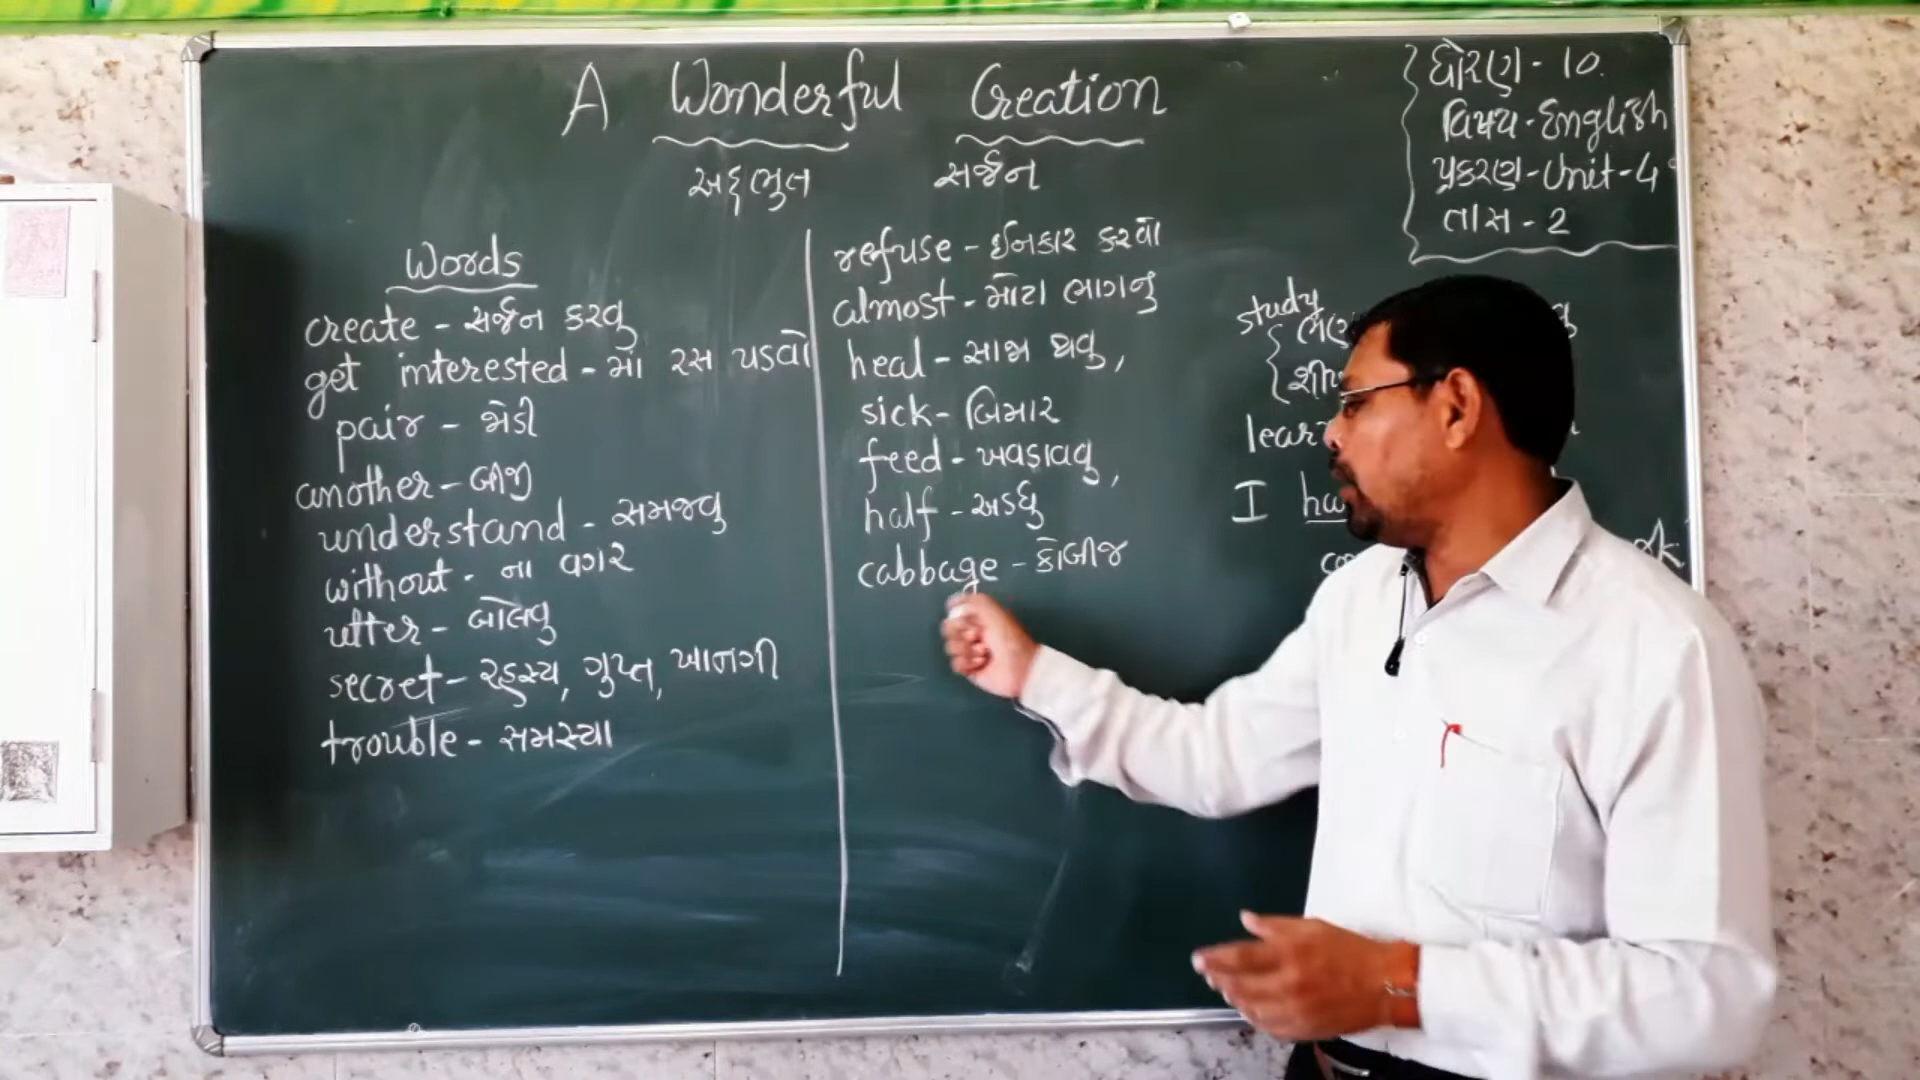 A Wonderful Creation
અદ્દભુત સર્જન
ધોરણ - 10.
વિષય - English
પ્રકરણ - Unit - 4
તાસ - 2
Words
create - સર્જન કરવુ
get interested - માં રસ પડવો
pair - જોડી
another - બીજી
understand - સમજવુ
without - ના વગર
utter - બોલવુ
secret - રહસ્ય, ગુપ્ત, ખાનગી
trouble - સમસ્યા
refuse - ઈનકાર કરવો
almost - મોટા ભાગનું
heal - સાજા થવુ,
sick - બિમાર
feed - ખવડાવવુ,
half - અડધુ
cabbage - કોબીજ
study
I